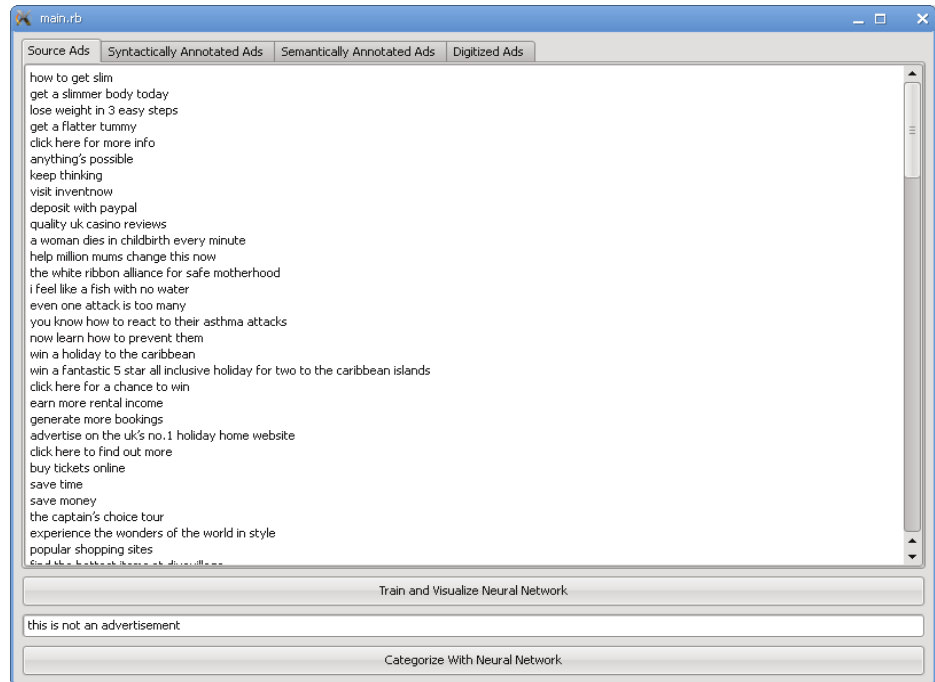 main.rb
Source Ads Syntactically Annotated Ads Semantically Annotated Ads Digitized Ads
how to get slim
get a slimmer body today
lose weight in 3 easy steps
get a flatter tummy
click here for more info
anything's possible
keep thinking
visit inventnow
deposit with paypal
quality uk casino reviews
a woman dies in childbirth every minute
help million mums change this now
the white ribbon alliance for safe motherhood
i feel like a fish with no water
even one attack is too many
you know how to react to their asthma attacks
now learn how to prevent them
win a holiday to the caribbean
win a fantastic 5 star all inclusive holiday for two to the caribbean islands
click here for a chance to win
earn more rental income
generate more bookings
advertise on the uk's no.1 holiday home website
click here to find out more
buy tickets online
save time
save money
the captain's choice tour
experience the wonders of the world in style
popular shopping sites
find the hottest items at
Train and Visualize Neural Network
this is not an advertisement
Categorize With Neural Network